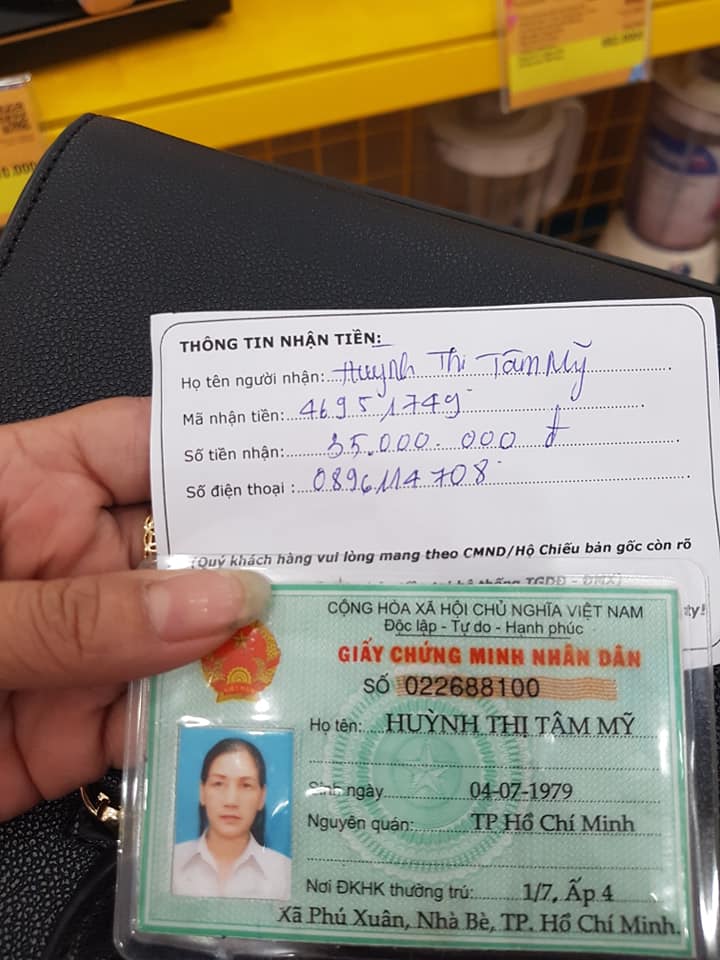 THÔNG TIN NHẬN TIỀN:
Họ tên người nhận: Huỳnh Thị Tâm Mỹ
Mã nhận tiền: 46951749
Số tiền nhận: 35.000.000 đ
Số điện thoại : 0896114708
(Quý khách hàng vui lòng mang theo CMND/Hộ Chiếu bản gốc còn rõ
hệ thống TGDĐ - ĐMX)
CỘNG HÒA XÃ HỘI CHỦ NGHĨA VIỆT NAM
Độc lập - Tự do - Hạnh phúc
GIẤY CHỨNG MINH NHÂN DÂN
SỐ 022688100
Họ tên: HUỲNH THỊ TÂM MỸ
Sinh ngày 04-07-1979
Nguyên quán: TP Hồ Chí Minh
Nơi ĐKHK thường trú: 1/7, Ấp 4
Xã Phú Xuân, Nhà Bè, TP. Hồ Chí Minh